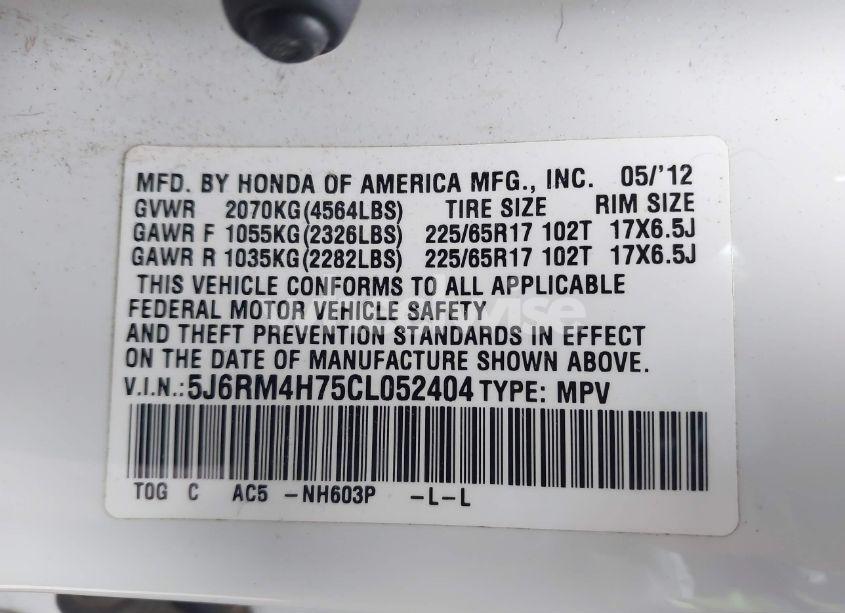 MFD. BY HONDA OF AMERICA MFG., INC. 05/'12
GVWR 2070KG(4564LBS) TIRE SIZE RIM SIZE
GAWR F 1055KG(2326LBS) 225/65R17 102T 17X6.5J
GAWR R 1035KG(2282LBS) 225/65R17 102T 17X6.5J
THIS VEHICLE CONFORMS TO ALL APPLICABLE
FEDERAL MOTOR VEHICLE SAFETY
AND THEFT PREVENTION STANDARDS IN EFFECT
ON THE DATE OF MANUFACTURE SHOWN ABOVE.
V.I.N.: 5J6RM4H75CL052404 TYPE: MPV
TOG C AC5 -NH603P -L-L